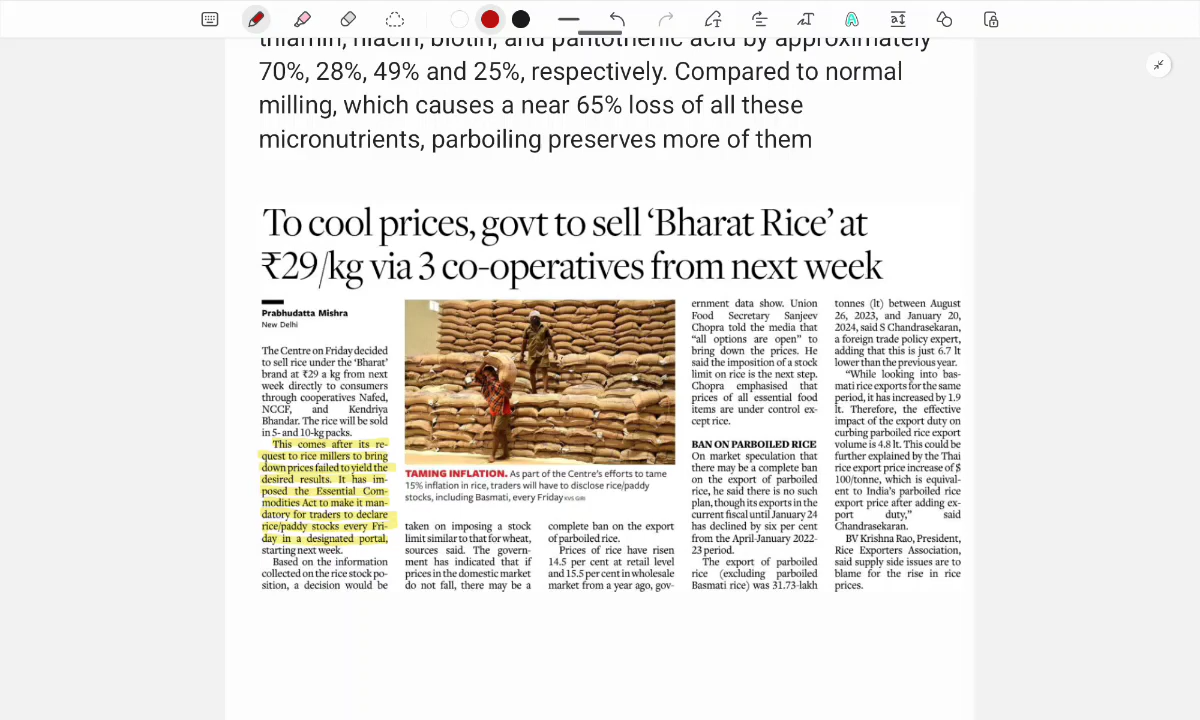 thiamin, niacin, biotin, and pantothenic acid by approximately
70%, 28%, 49% and 25%, respectively. Compared to normal
milling, which causes a near 65% loss of all these
micronutrients, parboiling preserves more of them
To cool prices, govt to sell ‘Bharat Rice’ at
₹29/kg via 3 co-operatives from next week
Prabhudatta Mishra
New Delhi
The Centre on Friday decided
to sell rice under the ‘Bharat’
brand at ₹29 a kg from next
week directly to consumers
through cooperatives Nafed,
NCCF, and Kendriya
Bhandar. The rice will be sold
in 5- and 10-kg packs.
This comes after its re-
quest to rice millers to bring
down prices failed to yield the
desired results. It has im-
posed the Essential Com-
modities Act to make it man-
datory for traders to declare
rice/paddy stocks every Fri-
day in a designated portal,
starting next week.
Based on the information
collected on the rice stock po-
sition, a decision would be
TAMING INFLATION. As part of the Centre’s efforts to tame
15% inflation in rice, traders will have to disclose rice/paddy
stocks, including Basmati, every Friday KVS GIRI
taken on imposing a stock
limit similar to that for wheat,
sources said. The govern-
ment has indicated that if
prices in the domestic market
do not fall, there may be a
complete ban on the export
of parboiled rice.
Prices of rice have risen
14.5 per cent at retail level
and 15.5 per cent in wholesale
market from a year ago, gov-
ernment data show. Union
Food Secretary Sanjeev
Chopra told the media that
“all options are open” to
bring down the prices. He
said the imposition of a stock
limit on rice is the next step.
Chopra emphasised that
prices of all essential food
items are under control ex-
cept rice.
BAN ON PARBOILED RICE
On market speculation that
there may be a complete ban
on the export of parboiled
rice, he said there is no such
plan, though its exports in the
current fiscal until January 24
has declined by six per cent
from the April-January 2022-
23 period.
The export of parboiled
rice (excluding parboiled
Basmati rice) was 31.73-lakh
tonnes (lt) between August
26, 2023, and January 20,
2024, said S Chandrasekaran,
a foreign trade policy expert,
adding that this is just 6.7 lt
lower than the previous year.
“While looking into bas-
mati rice exports for the same
period, it has increased by 1.9
lt. Therefore, the effective
impact of the export duty on
curbing parboiled rice export
volume is 4.8 lt. This could be
further explained by the Thai
rice export price increase of $
100/tonne, which is equival-
ent to India’s parboiled rice
export price after adding ex-
port duty,” said
Chandrasekaran.
BV Krishna Rao, President,
Rice Exporters Association,
said supply side issues are to
blame for the rise in rice
prices.